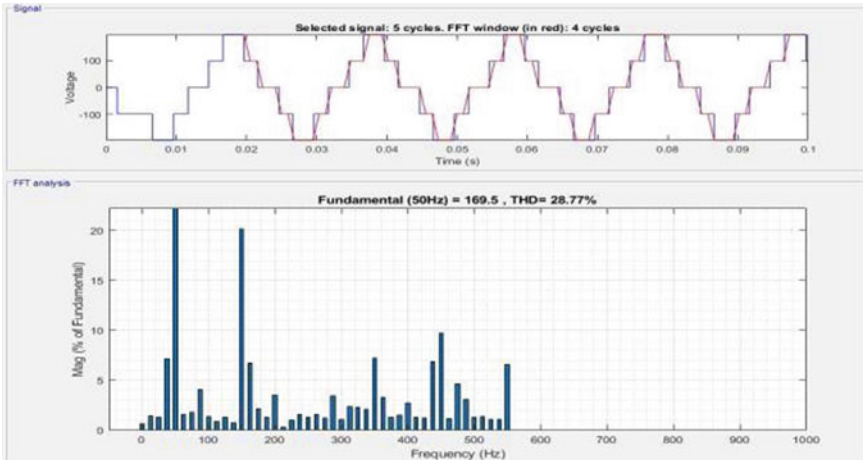 Signal
Selected signal: 5 cycles. FFT window (in red): 4 cycles
Voltage
100
0
-100
0 0.01 0.02 0.03 0.04 0.05 0.06 0.07 0.08 0.09 0.1
Time (s)
FFT analysis
Fundamental (50Hz) = 169.5 , THD= 28.77%
Mag (% of Fundamental)
20
15
10
5
0
0 100 200 300 400 500 600 700 800 900 1000
Frequency (Hz)